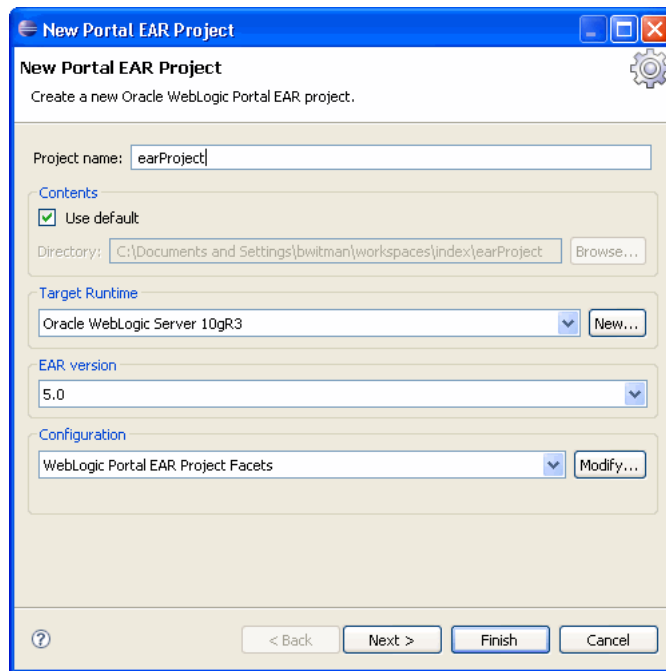 New Portal EAR Project
New Portal EAR Project
Create a new Oracle WebLogic Portal EAR project.
Project name: earProject
Contents
Use default
Directory: C:\Documents and Settings\bwitman\workspaces\index\earProject Browse...
Target Runtime
Oracle WebLogic Server 10gR3 New...
EAR version
5.0
Configuration
WebLogic Portal EAR Project Facets Modify...
? < Back Next > Finish Cancel